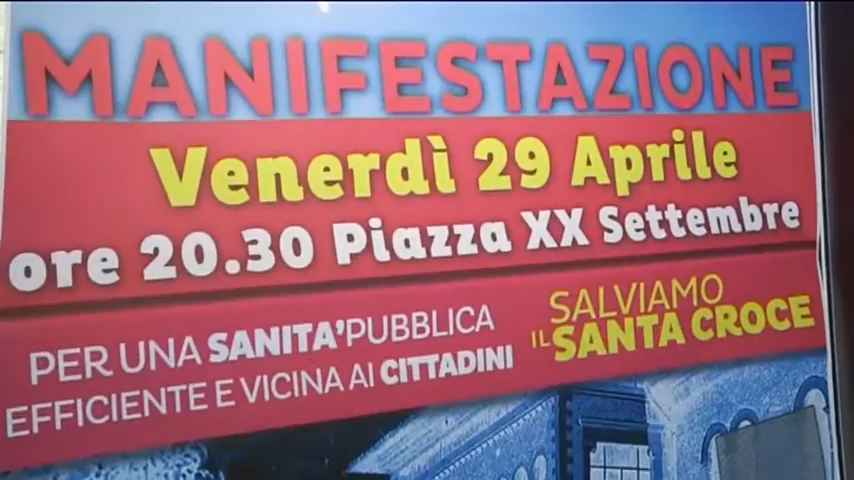 MANIFESTAZIONE
Venerdì 29 Aprile
ore 20.30 Piazza XX Settembre
PER UNA SANITA' PUBBLICA
EFFICIENTE E VICINA AI CITTADINI
SALVIAMO
IL SANTA CROCE